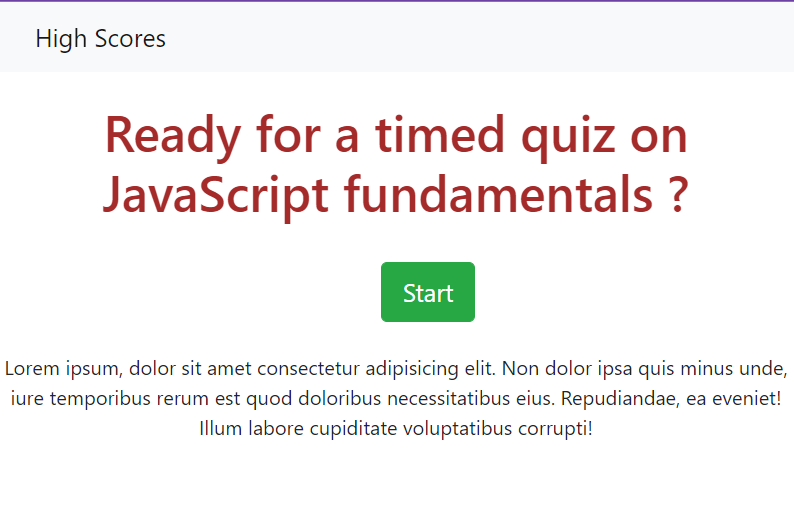 High Scores
Ready for a timed quiz on
JavaScript fundamentals ?
Start
Lorem ipsum, dolor sit amet consectetur adipisicing elit. Non dolor ipsa quis minus unde,
iure temporibus rerum est quod doloribus necessitatibus eius. Repudiandae, ea eveniet!
Illum labore cupiditate voluptatibus corrupti!